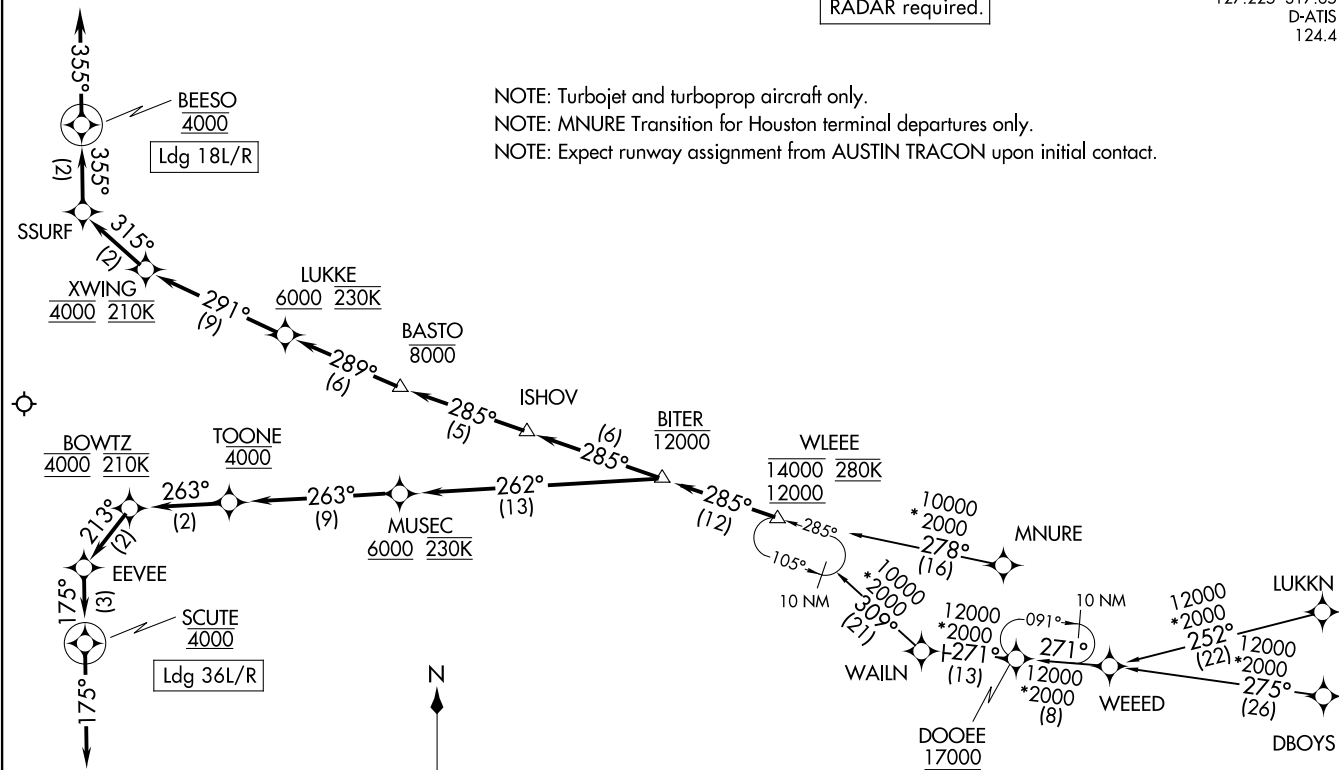 RADAR required.
127.225 317.65
D-ATIS
124.4
NOTE: Turbojet and turboprop aircraft only.
NOTE: MNURE Transition for Houston terminal departures only.
NOTE: Expect runway assignment from AUSTIN TRACON upon initial contact.
355°
BEESO
4000
Ldg 18L/R
355°
(2)
SSURF
315°
(2)
XWING
4000 210K
291°
(9)
LUKKE
6000 230K
289°
(6)
BASTO
8000
285°
(5)
ISHOV
(6)
285°
BITER
12000
WLEEE
14000 280K
12000
285°
(12)
285°
105°
10 NM
10000
*2000
278°
(16)
MNURE
BOWTZ
4000 210K
TOONE
4000
263°
(2)
263°
(9)
MUSEC
6000 230K
262°
(13)
213°
(2)
EEVEE
175°
(3)
SCUTE
4000
Ldg 36L/R
175°
N
10000
*2000
309°
(21)
WAILN
12000
*2000
271°
(13)
091°
10 NM
271°
12000
*2000
(8)
DOOEE
17000
WEEED
12000
*2000
252°
(22)
LUKKN
12000
*2000
275°
(26)
DBOYS